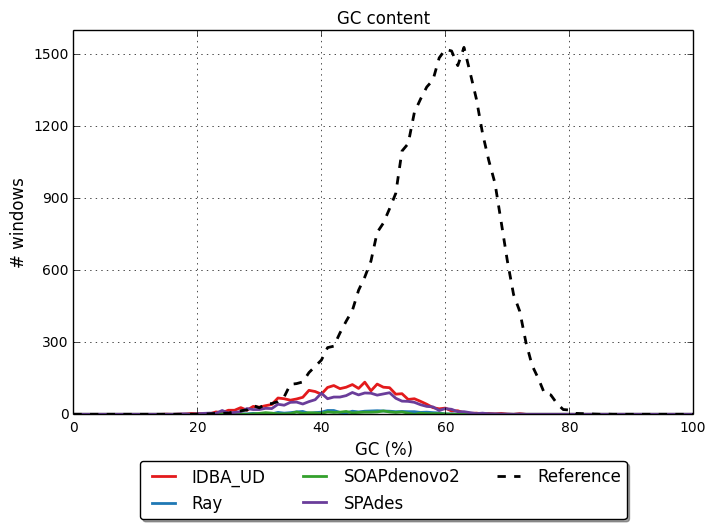 GC content
# windows
1500
1200
900
600
300
0
0 20 40 60 80 100
GC (%)
IDBA_UD SOAPdenovo2 Reference
Ray SPAdes